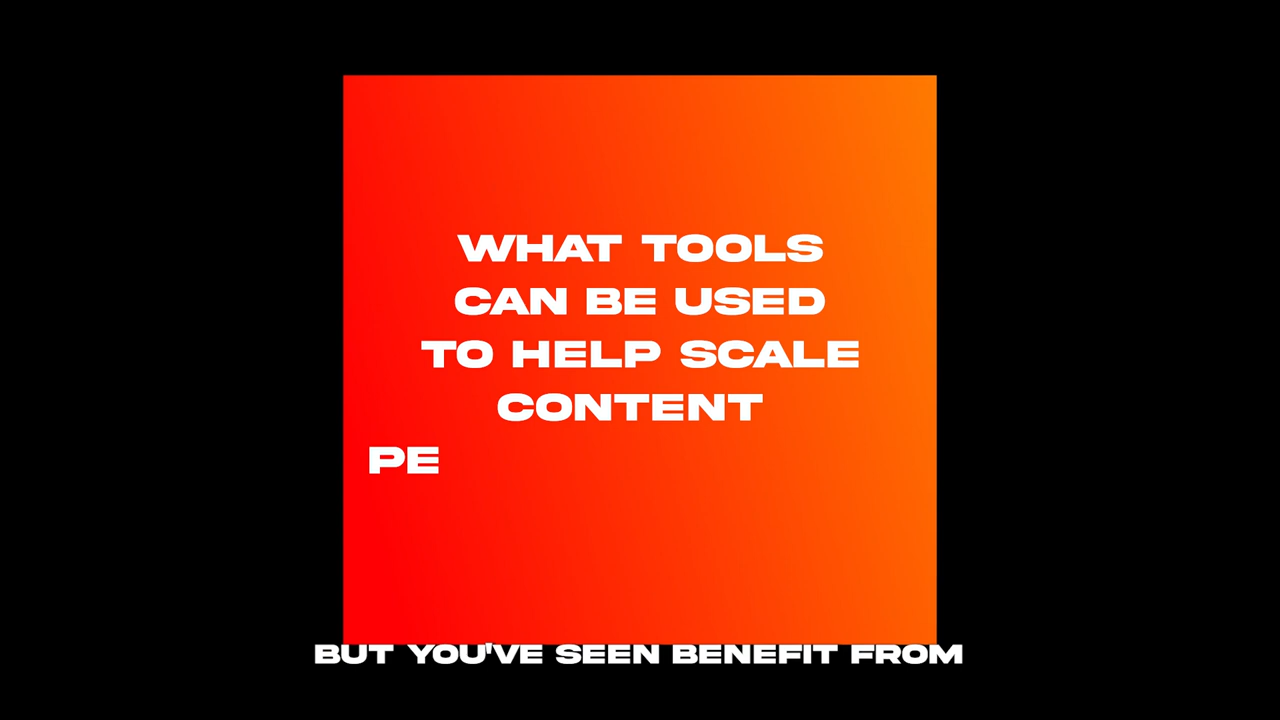 WHAT TOOLS
CAN BE USED
TO HELP SCALE
CONTENT
PE
BUT YOU'VE SEEN BENEFIT FROM